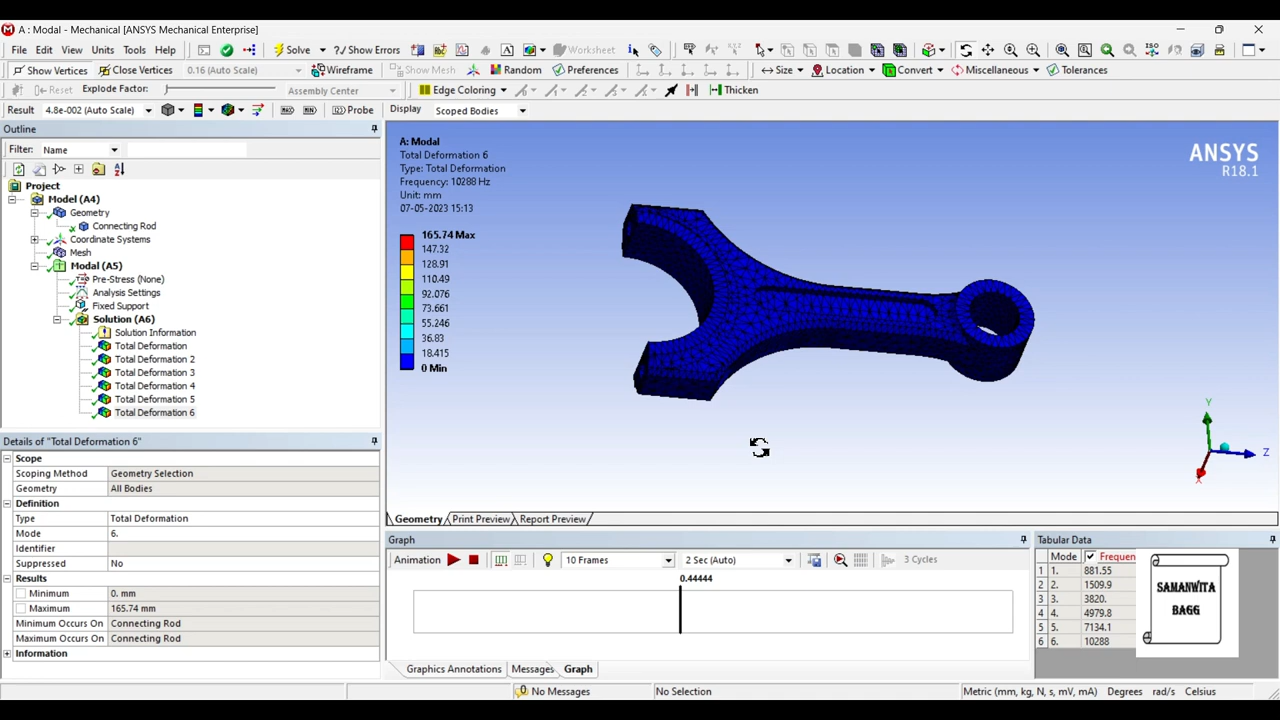 A : Modal - Mechanical [ANSYS Mechanical Enterprise]
File Edit View Units Tools Help Solve ?/ Show Errors Worksheet
Show Vertices Close Vertices 0.16 (Auto Scale) Wireframe Show Mesh Random Preferences Size Location Convert Miscellaneous Tolerances
Reset Explode Factor: Assembly Center Edge Coloring Thicken
Result 4.8e-002 (Auto Scale) Probe Display Scoped Bodies
Outline
Filter: Name
Project
Model (A4)
Geometry
Connecting Rod
Coordinate Systems
Mesh
Modal (A5)
Pre-Stress (None)
Analysis Settings
Fixed Support
Solution (A6)
Solution Information
Total Deformation
Total Deformation 2
Total Deformation 3
Total Deformation 4
Total Deformation 5
Total Deformation 6
Details of "Total Deformation 6"
Scope
Scoping Method Geometry Selection
Geometry All Bodies
Definition
Type Total Deformation
Mode 6.
Identifier
Suppressed No
Results
Minimum 0. mm
Maximum 165.74 mm
Minimum Occurs On Connecting Rod
Maximum Occurs On Connecting Rod
Information
A: Modal
Total Deformation 6
Type: Total Deformation
Frequency: 10288 Hz
Unit: mm
07-05-2023 15:13
165.74 Max
147.32
128.91
110.49
92.076
73.661
55.246
36.83
18.415
0 Min
ANSYS
R18.1
Y
Z
X
Geometry Print Preview Report Preview
Graph
Animation 10 Frames 2 Sec (Auto) 3 Cycles
0.44444
Graphics Annotations Messages Graph
Tabular Data
Mode Frequen
1 1. 881.55
2 2. 1509.9
3 3. 3820.
4 4. 4979.8
5 5. 7134.1
6 6. 10288
SAMANWITA
BAGG
No Messages No Selection Metric (mm, kg, N, s, mV, mA) Degrees rad/s Celsius